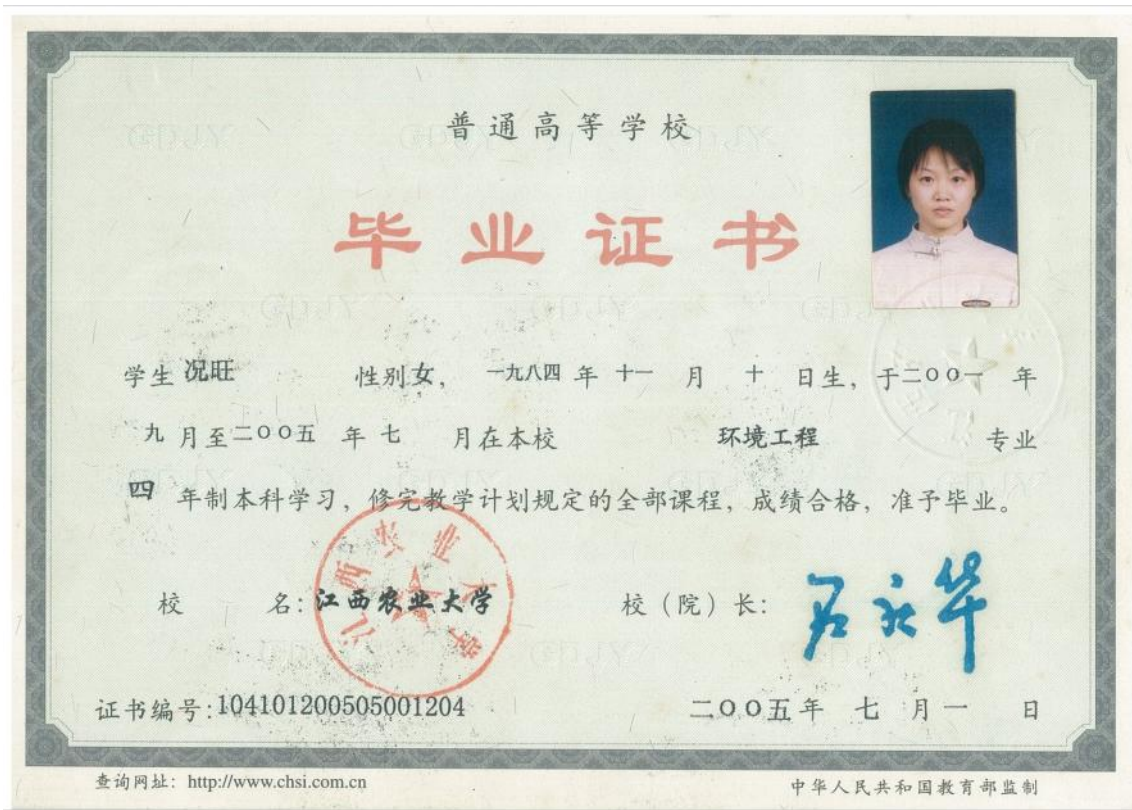 普通高等学校
毕业证书
学生 况旺 性别女, 一九八四 年 十一 月 十 日生, 于二〇〇一 年
九 月至二〇〇五 年 七 月在本校 环境工程 专业
四 年制本科学习, 修完教学计划规定的全部课程, 成绩合格, 准予毕业。
校 名: 江西农业大学 校(院)长:
江西农业大学
证书编号: 104101200505001204 二〇〇五年 七 月一 日
查询网址: http://www.chsi.com.cn 中华人民共和国教育部监制